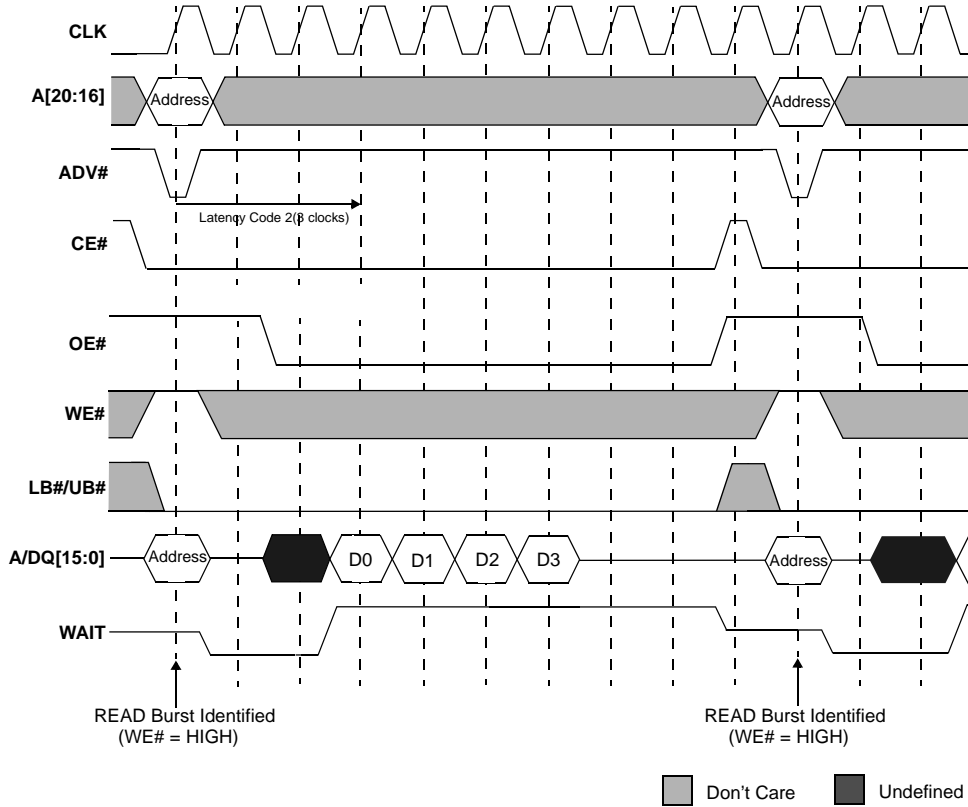 CLK
A[20:16]
Address
Address
ADV#
Latency Code 2(3 clocks)
CE#
OE#
WE#
LB#/UB#
A/DQ[15:0]
Address
D0
D1
D2
D3
Address
WAIT
READ Burst Identified
(WE# = HIGH)
READ Burst Identified
(WE# = HIGH)
Don't Care
Undefined